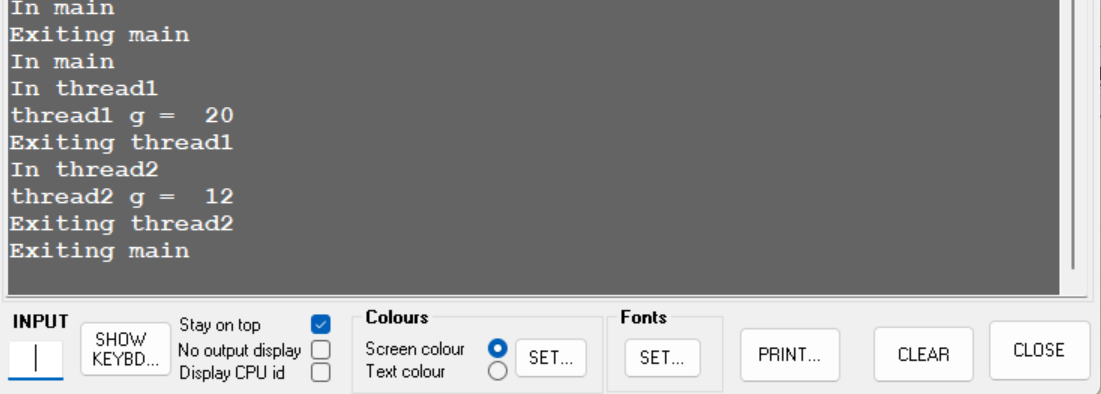 In main
Exiting main
In main
In thread1
thread1 g =  20
Exiting thread1
In thread2
thread2 g =  12
Exiting thread2
Exiting main
INPUT
SHOW
KEYBD...
Stay on top
No output display
Display CPU id
Colours
Screen colour
Text colour
SET...
Fonts
SET...
PRINT...
CLEAR
CLOSE